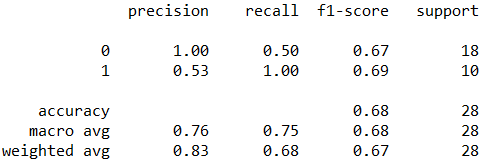 precision recall f1-score support
0 1.00 0.50 0.67 18
1 0.53 1.00 0.69 10
accuracy 0.68 28
macro avg 0.76 0.75 0.68 28
weighted avg 0.83 0.68 0.67 28